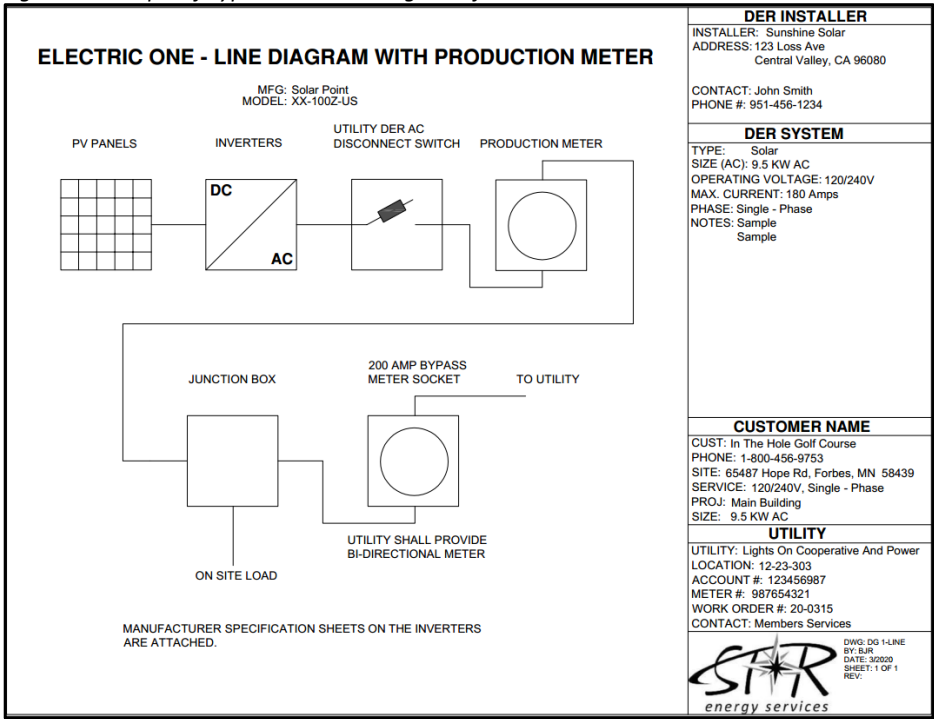 ELECTRIC ONE - LINE DIAGRAM WITH PRODUCTION METER
MFG: Solar Point
MODEL: XX-100Z-US
PV PANELS
INVERTERS
UTILITY DER AC
DISCONNECT SWITCH
PRODUCTION METER
DC
AC
JUNCTION BOX
200 AMP BYPASS
METER SOCKET
TO UTILITY
UTILITY SHALL PROVIDE
BI-DIRECTIONAL METER
ON SITE LOAD
MANUFACTURER SPECIFICATION SHEETS ON THE INVERTERS
ARE ATTACHED.
DER INSTALLER
INSTALLER: Sunshine Solar
ADDRESS: 123 Loss Ave
Central Valley, CA 96080
CONTACT: John Smith
PHONE #: 951-456-1234
DER SYSTEM
TYPE: Solar
SIZE (AC): 9.5 KW AC
OPERATING VOLTAGE: 120/240V
MAX. CURRENT: 180 Amps
PHASE: Single - Phase
NOTES: Sample
Sample
CUSTOMER NAME
CUST: In The Hole Golf Course
PHONE: 1-800-456-9753
SITE: 65487 Hope Rd, Forbes, MN 58439
SERVICE: 120/240V, Single - Phase
PROJ: Main Building
SIZE: 9.5 KW AC
UTILITY
UTILITY: Lights On Cooperative And Power
LOCATION: 12-23-303
ACCOUNT #: 123456987
METER #: 987654321
WORK ORDER #: 20-0315
CONTACT: Members Services
STAR
energy services
DWG: DG 1-LINE
BY: BJR
DATE: 3/2020
SHEET: 1 OF 1
REV: